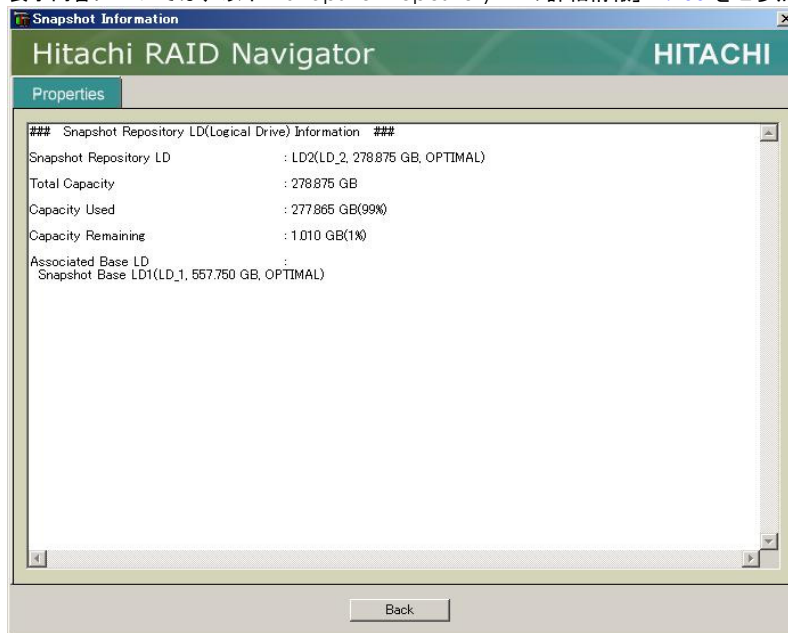 Snapshot Information
Hitachi RAID Navigator HITACHI
Properties
### Snapshot Repository LD(Logical Drive) Information ###
Snapshot Repository LD : LD2(LD_2, 278.875 GB, OPTIMAL)
Total Capacity : 278.875 GB
Capacity Used : 277.865 GB(99%)
Capacity Remaining : 1.010 GB(1%)
Associated Base LD :
Snapshot Base LD1(LD_1, 557.750 GB, OPTIMAL)
Back